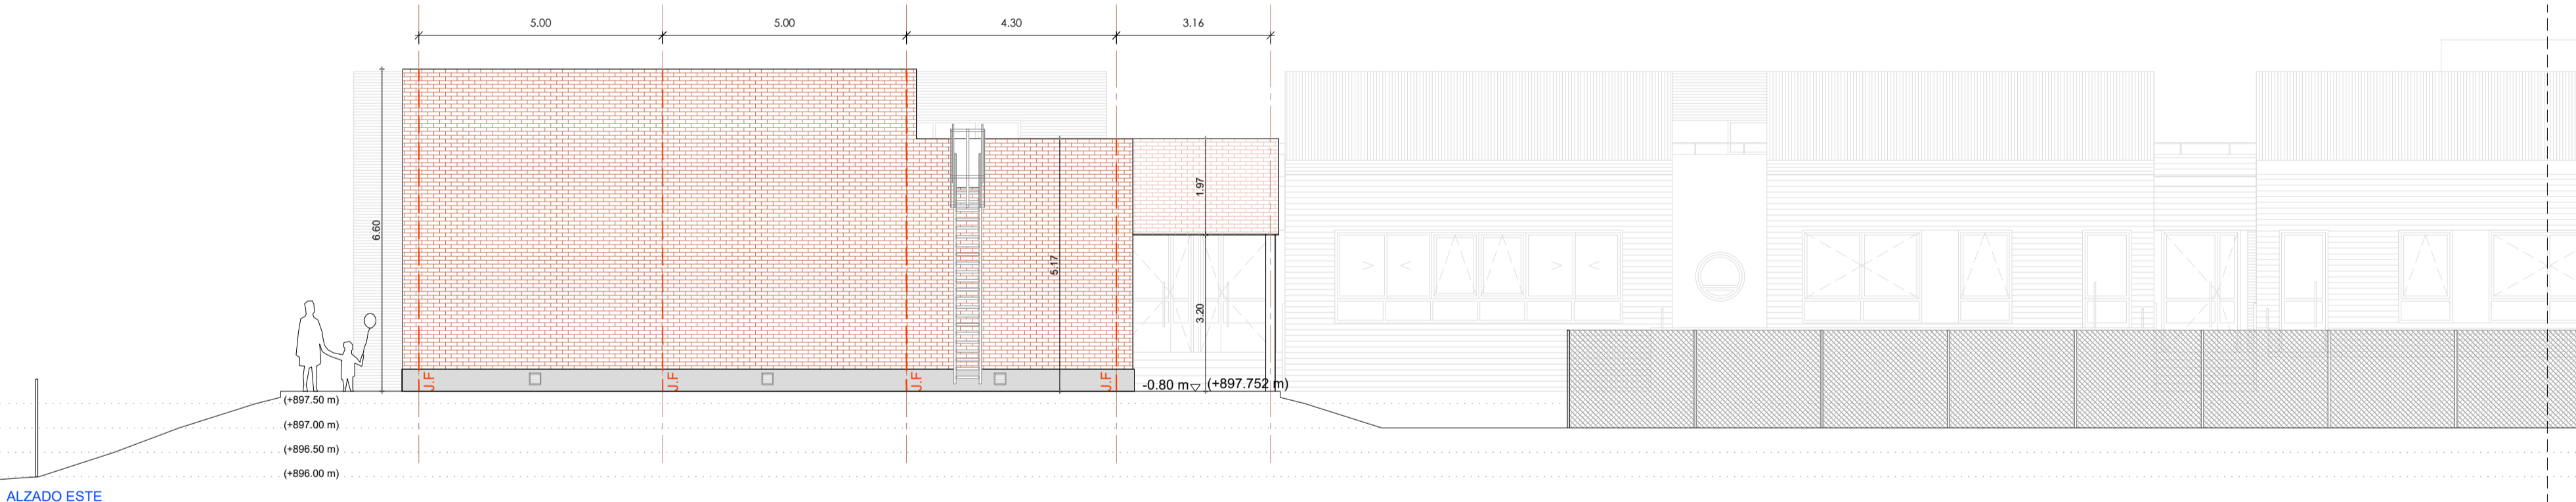 5.00
5.00
4.30
3.16
6.60
5.17
1.97
3.20
J.F
J.F
J.F
J.F
-0.80 m (+897.752 m)
(+897.50 m)
(+897.00 m)
(+896.50 m)
(+896.00 m)
ALZADO ESTE